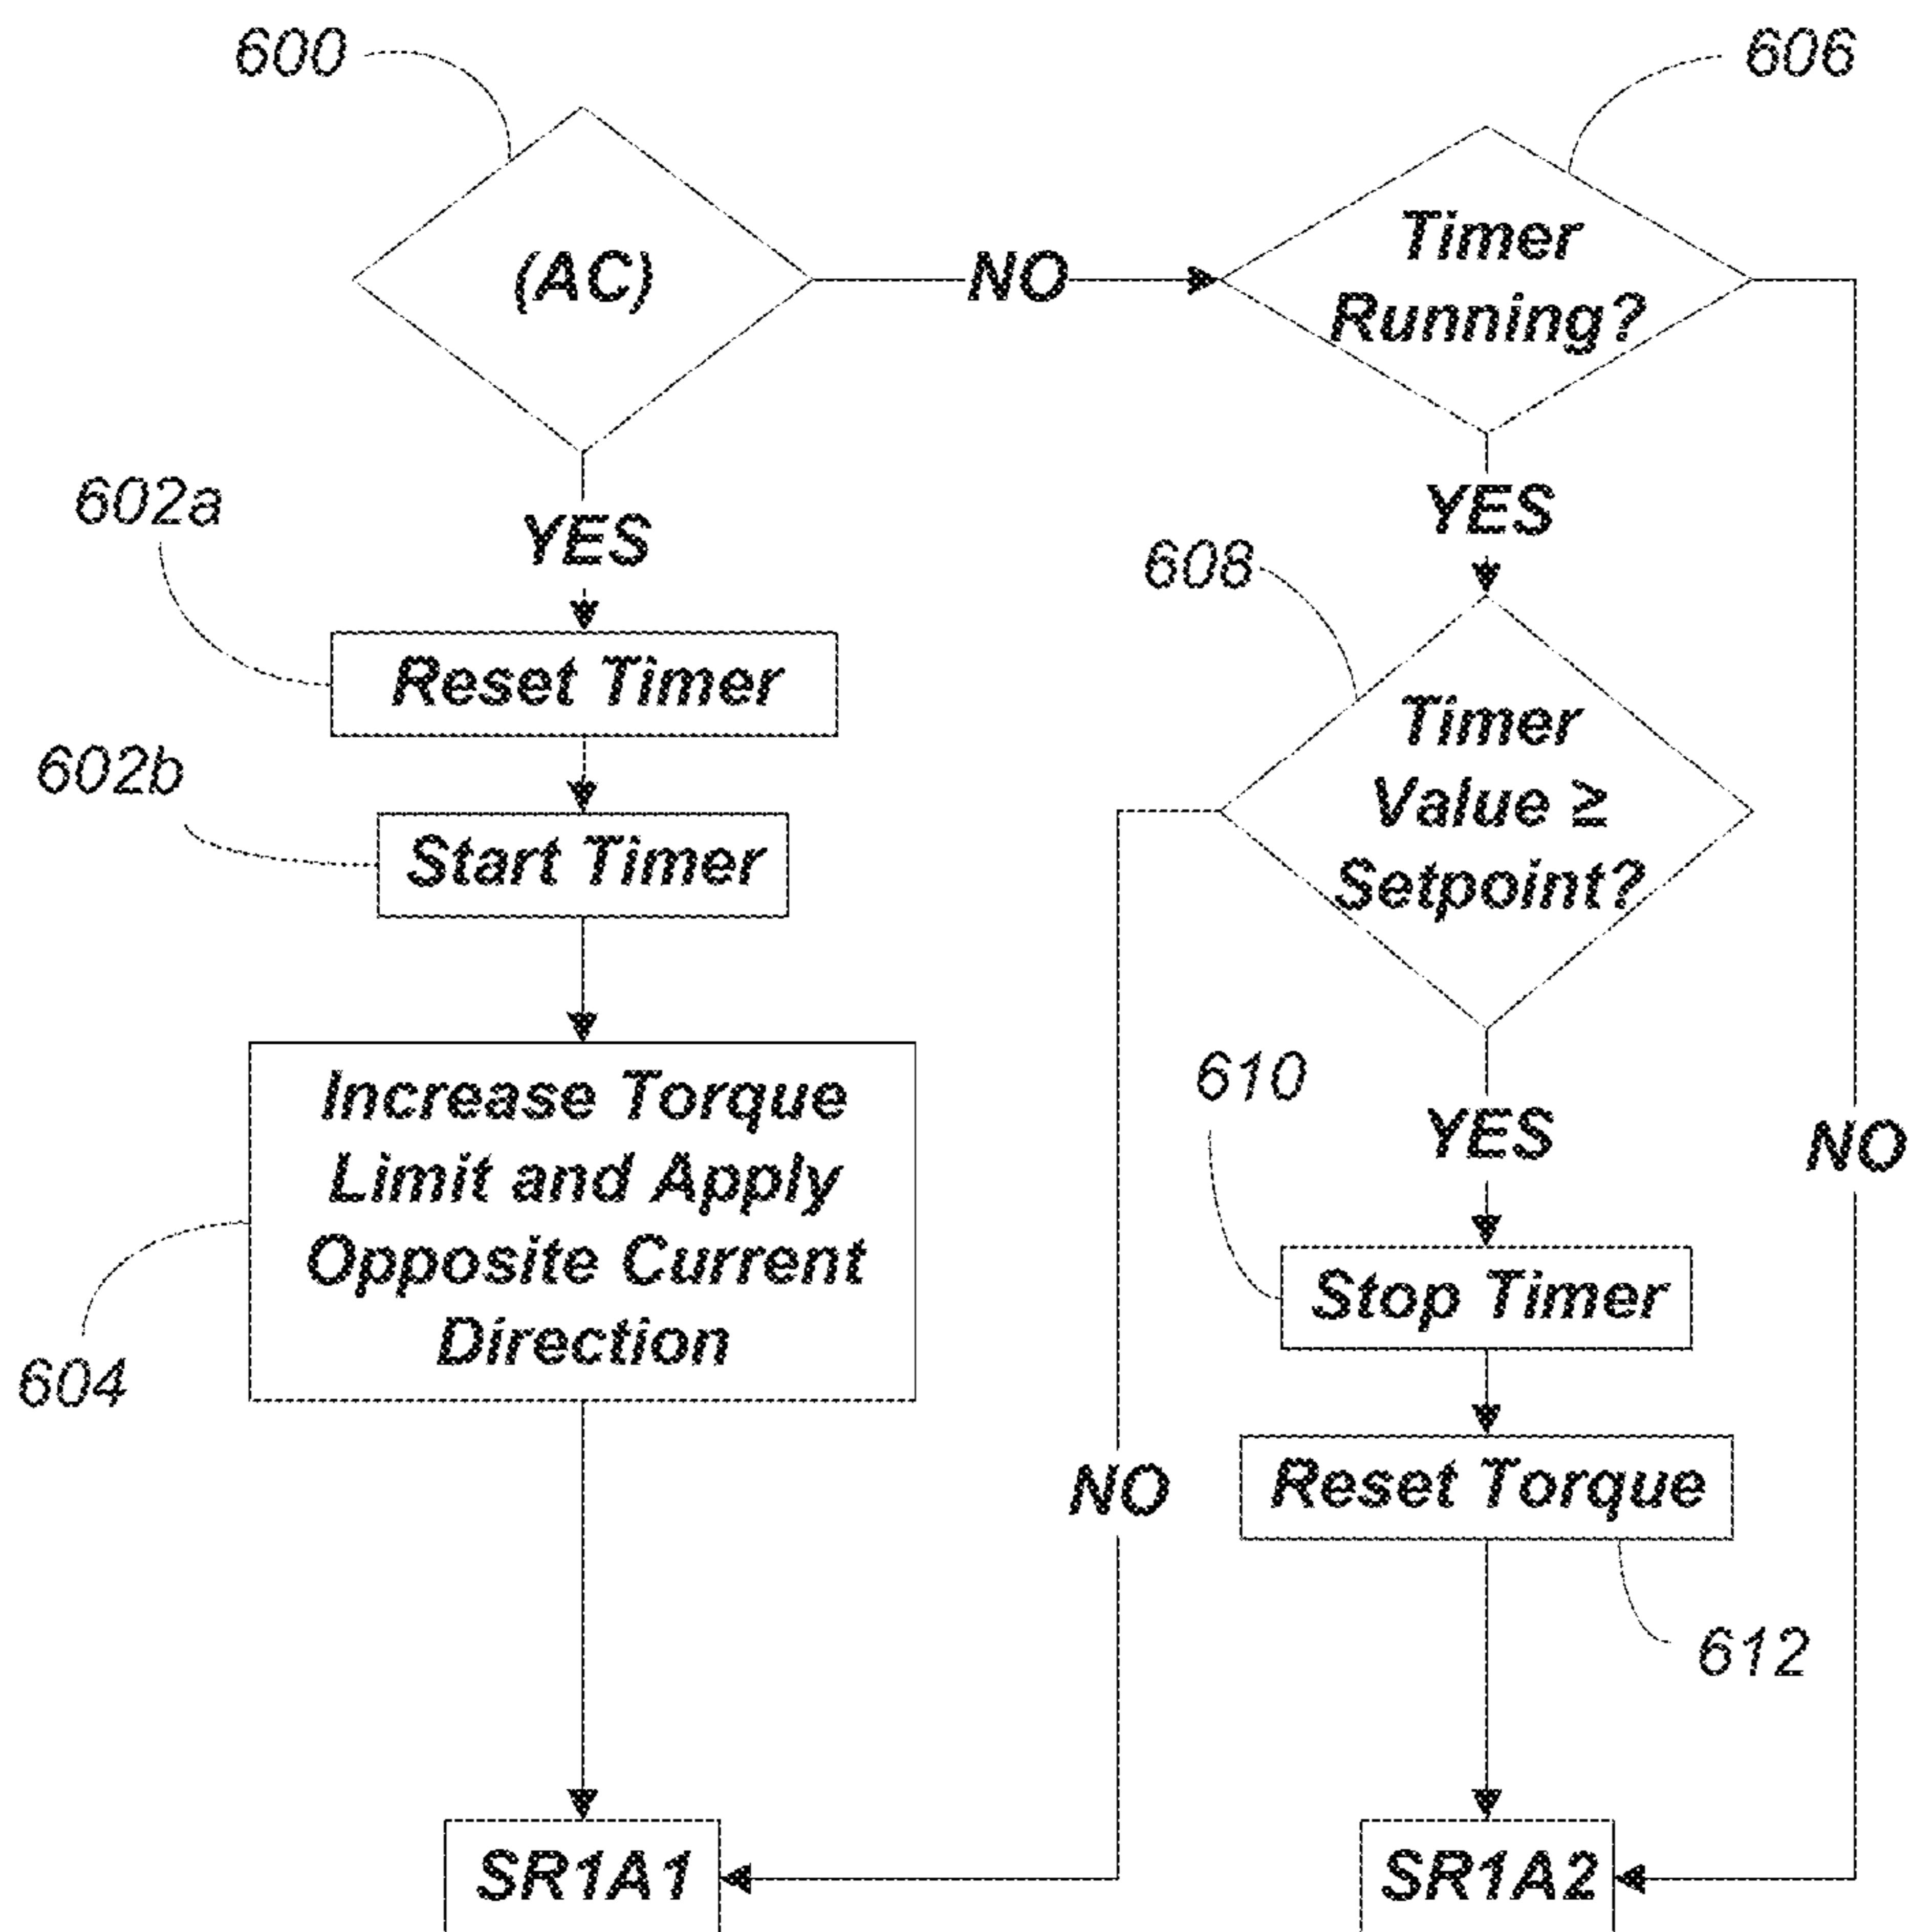 600
606
(AC)
NO
Timer
Running?
YES
602a
YES
608
Reset Timer
Timer
Value ≥
Setpoint?
602b
Start Timer
Increase Torque
Limit and Apply
Opposite Current
Direction
610
YES
NO
604
Stop Timer
NO
Reset Torque
612
SR1A1
SR1A2